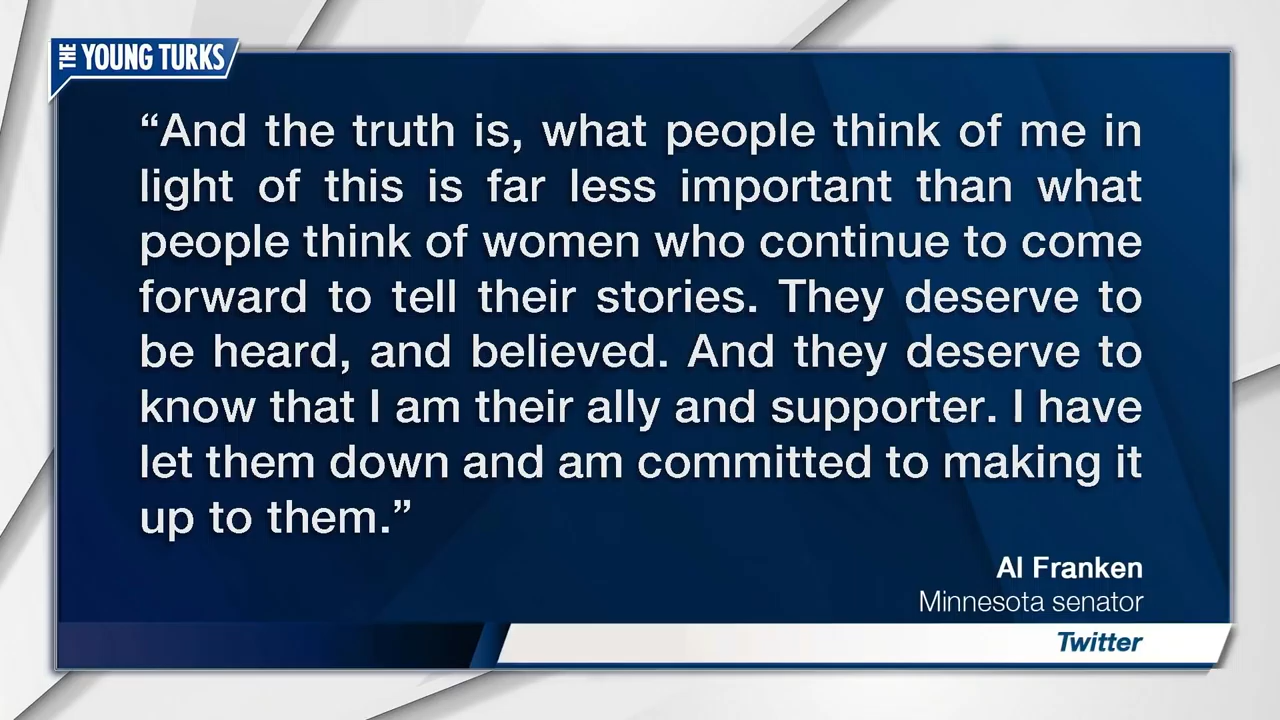 THE YOUNG TURKS
“And the truth is, what people think of me in
light of this is far less important than what
people think of women who continue to come
forward to tell their stories. They deserve to
be heard, and believed. And they deserve to
know that I am their ally and supporter. I have
let them down and am committed to making it
up to them.”
Al Franken
Minnesota senator
Twitter